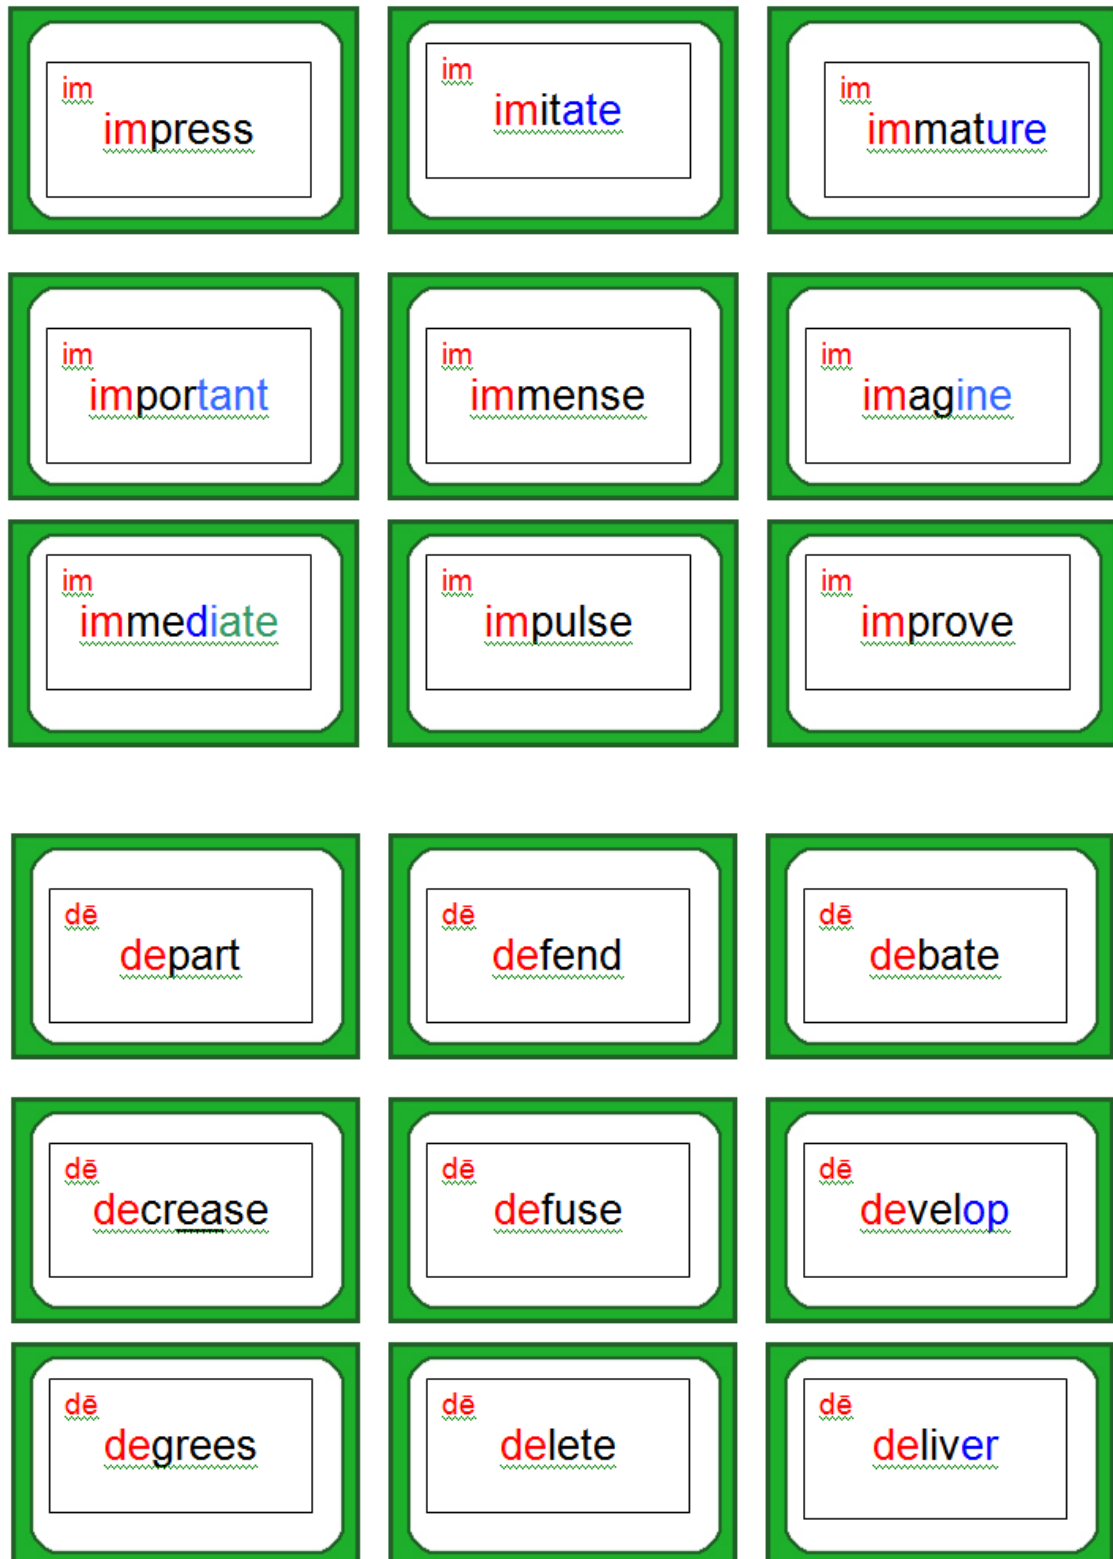 im
impress
im
imitate
im
immature
im
important
im
immense
im
imagine
im
immediate
im
impulse
im
improve
dē
depart
dē
defend
dē
debate
dē
decrease
dē
defuse
dē
develop
dē
degrees
dē
delete
dē
deliver